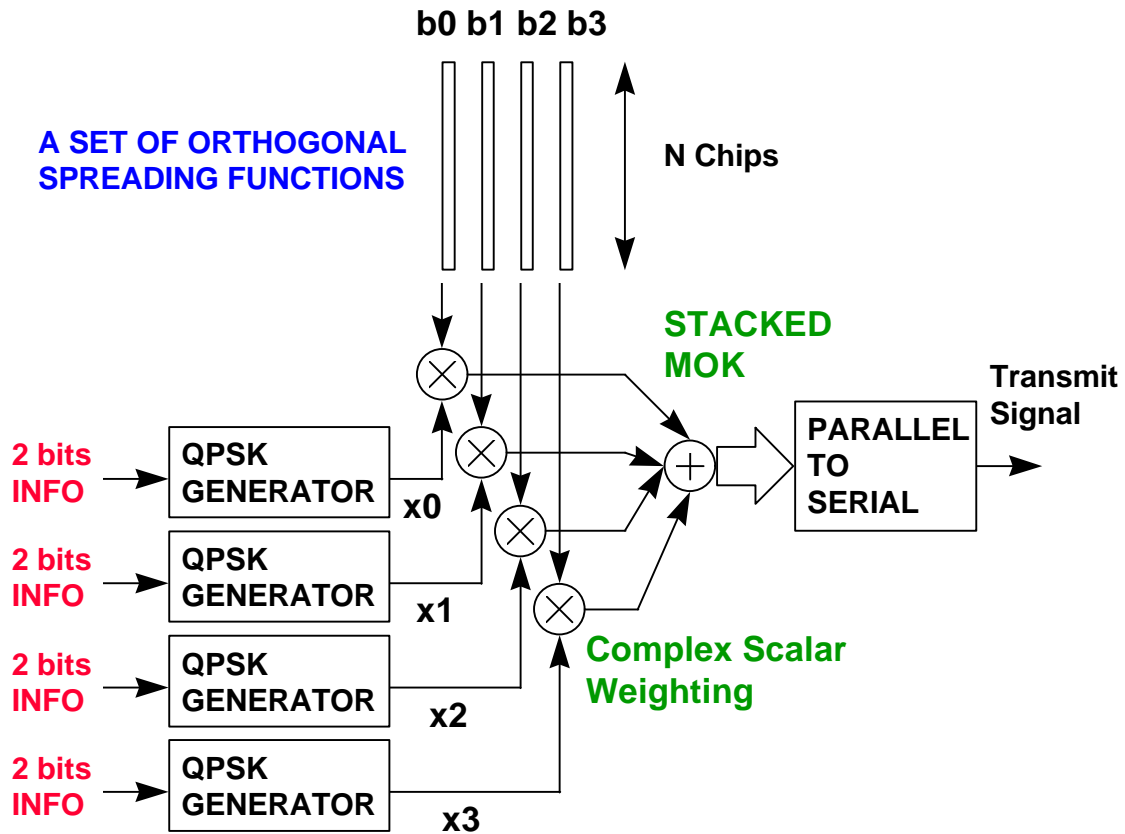 b0 b1 b2 b3
A SET OF ORTHOGONAL
SPREADING FUNCTIONS
N Chips
STACKED
MOK
Transmit
Signal
PARALLEL
TO
SERIAL
2 bits
INFO
QPSK
GENERATOR
x0
2 bits
INFO
QPSK
GENERATOR
x1
Complex Scalar
Weighting
2 bits
INFO
QPSK
GENERATOR
x2
2 bits
INFO
QPSK
GENERATOR
x3